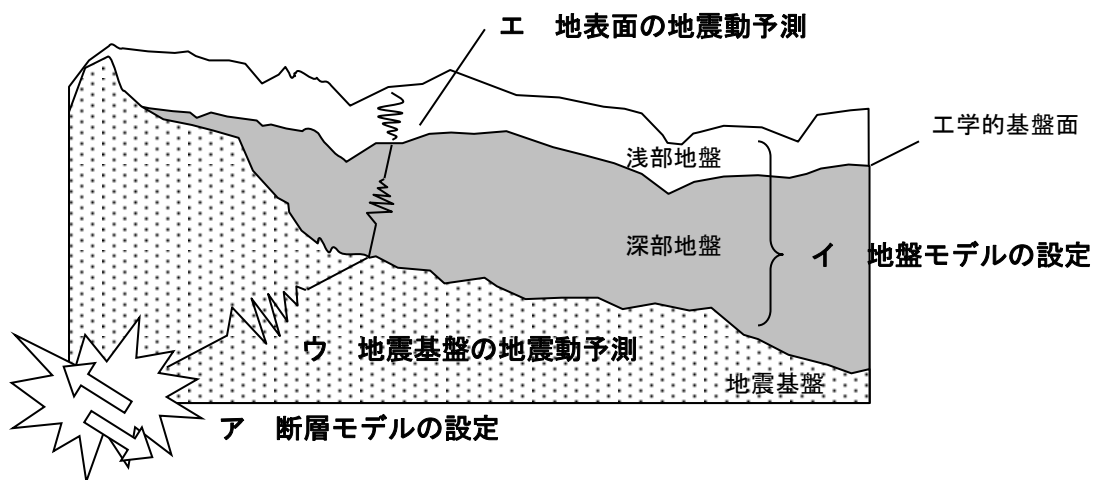 エ 地表面の地震動予測
工学的基盤面
浅部地盤
深部地盤
イ 地盤モデルの設定
ウ 地震基盤の地震動予測
地震基盤
ア 断層モデルの設定